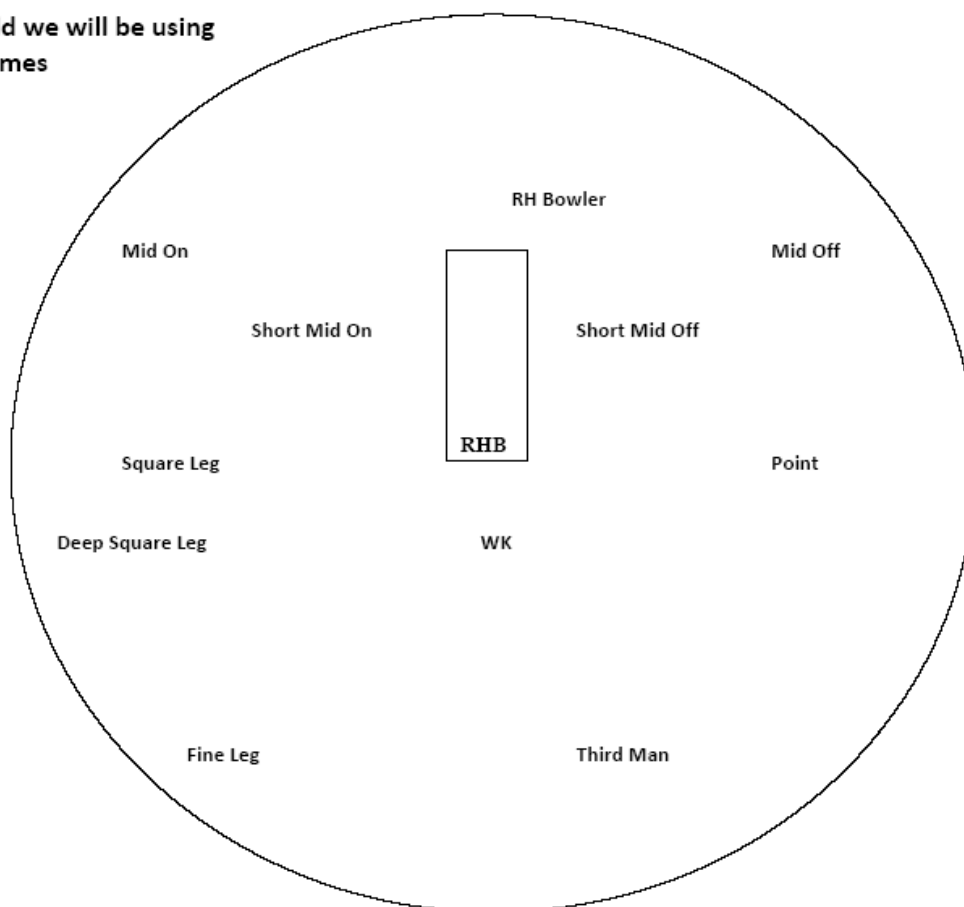 d we will be using
mes
RH Bowler
Mid On
Mid Off
Short Mid On
Short Mid Off
RHB
Square Leg
Point
Deep Square Leg
WK
Fine Leg
Third Man